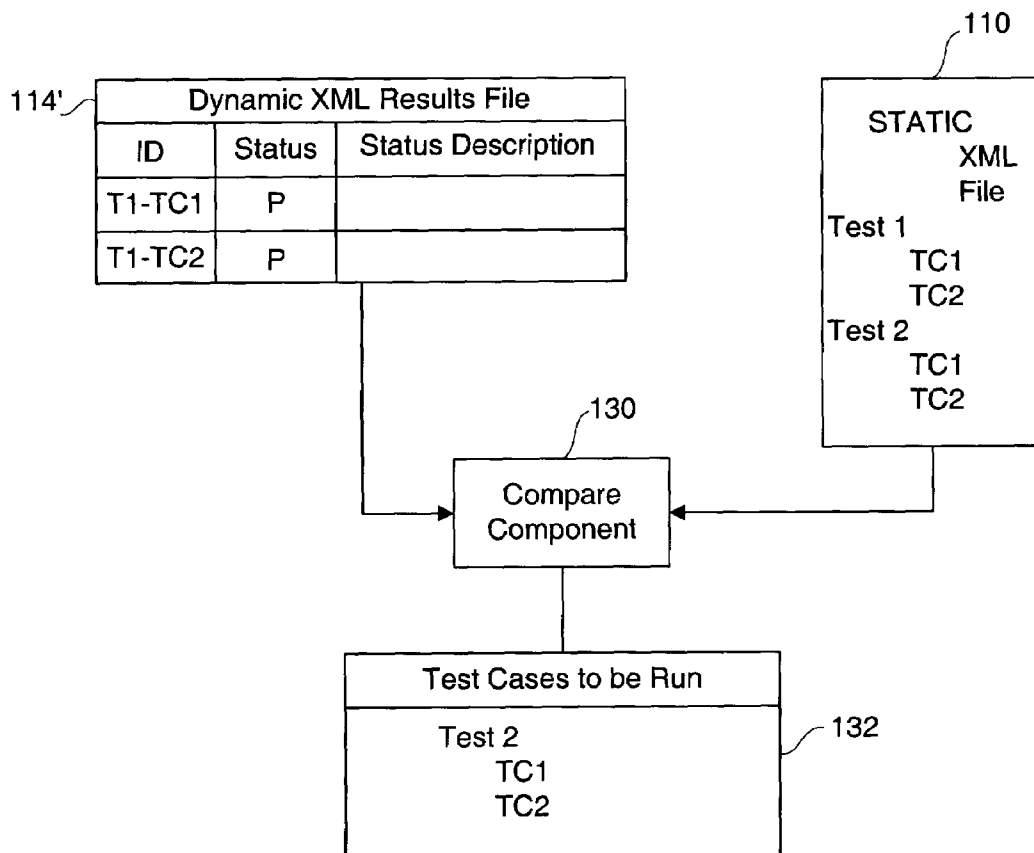 110
114'
Dynamic XML Results File
ID Status Status Description
T1-TC1 P
T1-TC2 P
STATIC
XML
File
Test 1
TC1
TC2
Test 2
TC1
TC2
130
Compare
Component
Test Cases to be Run
132
Test 2
TC1
TC2